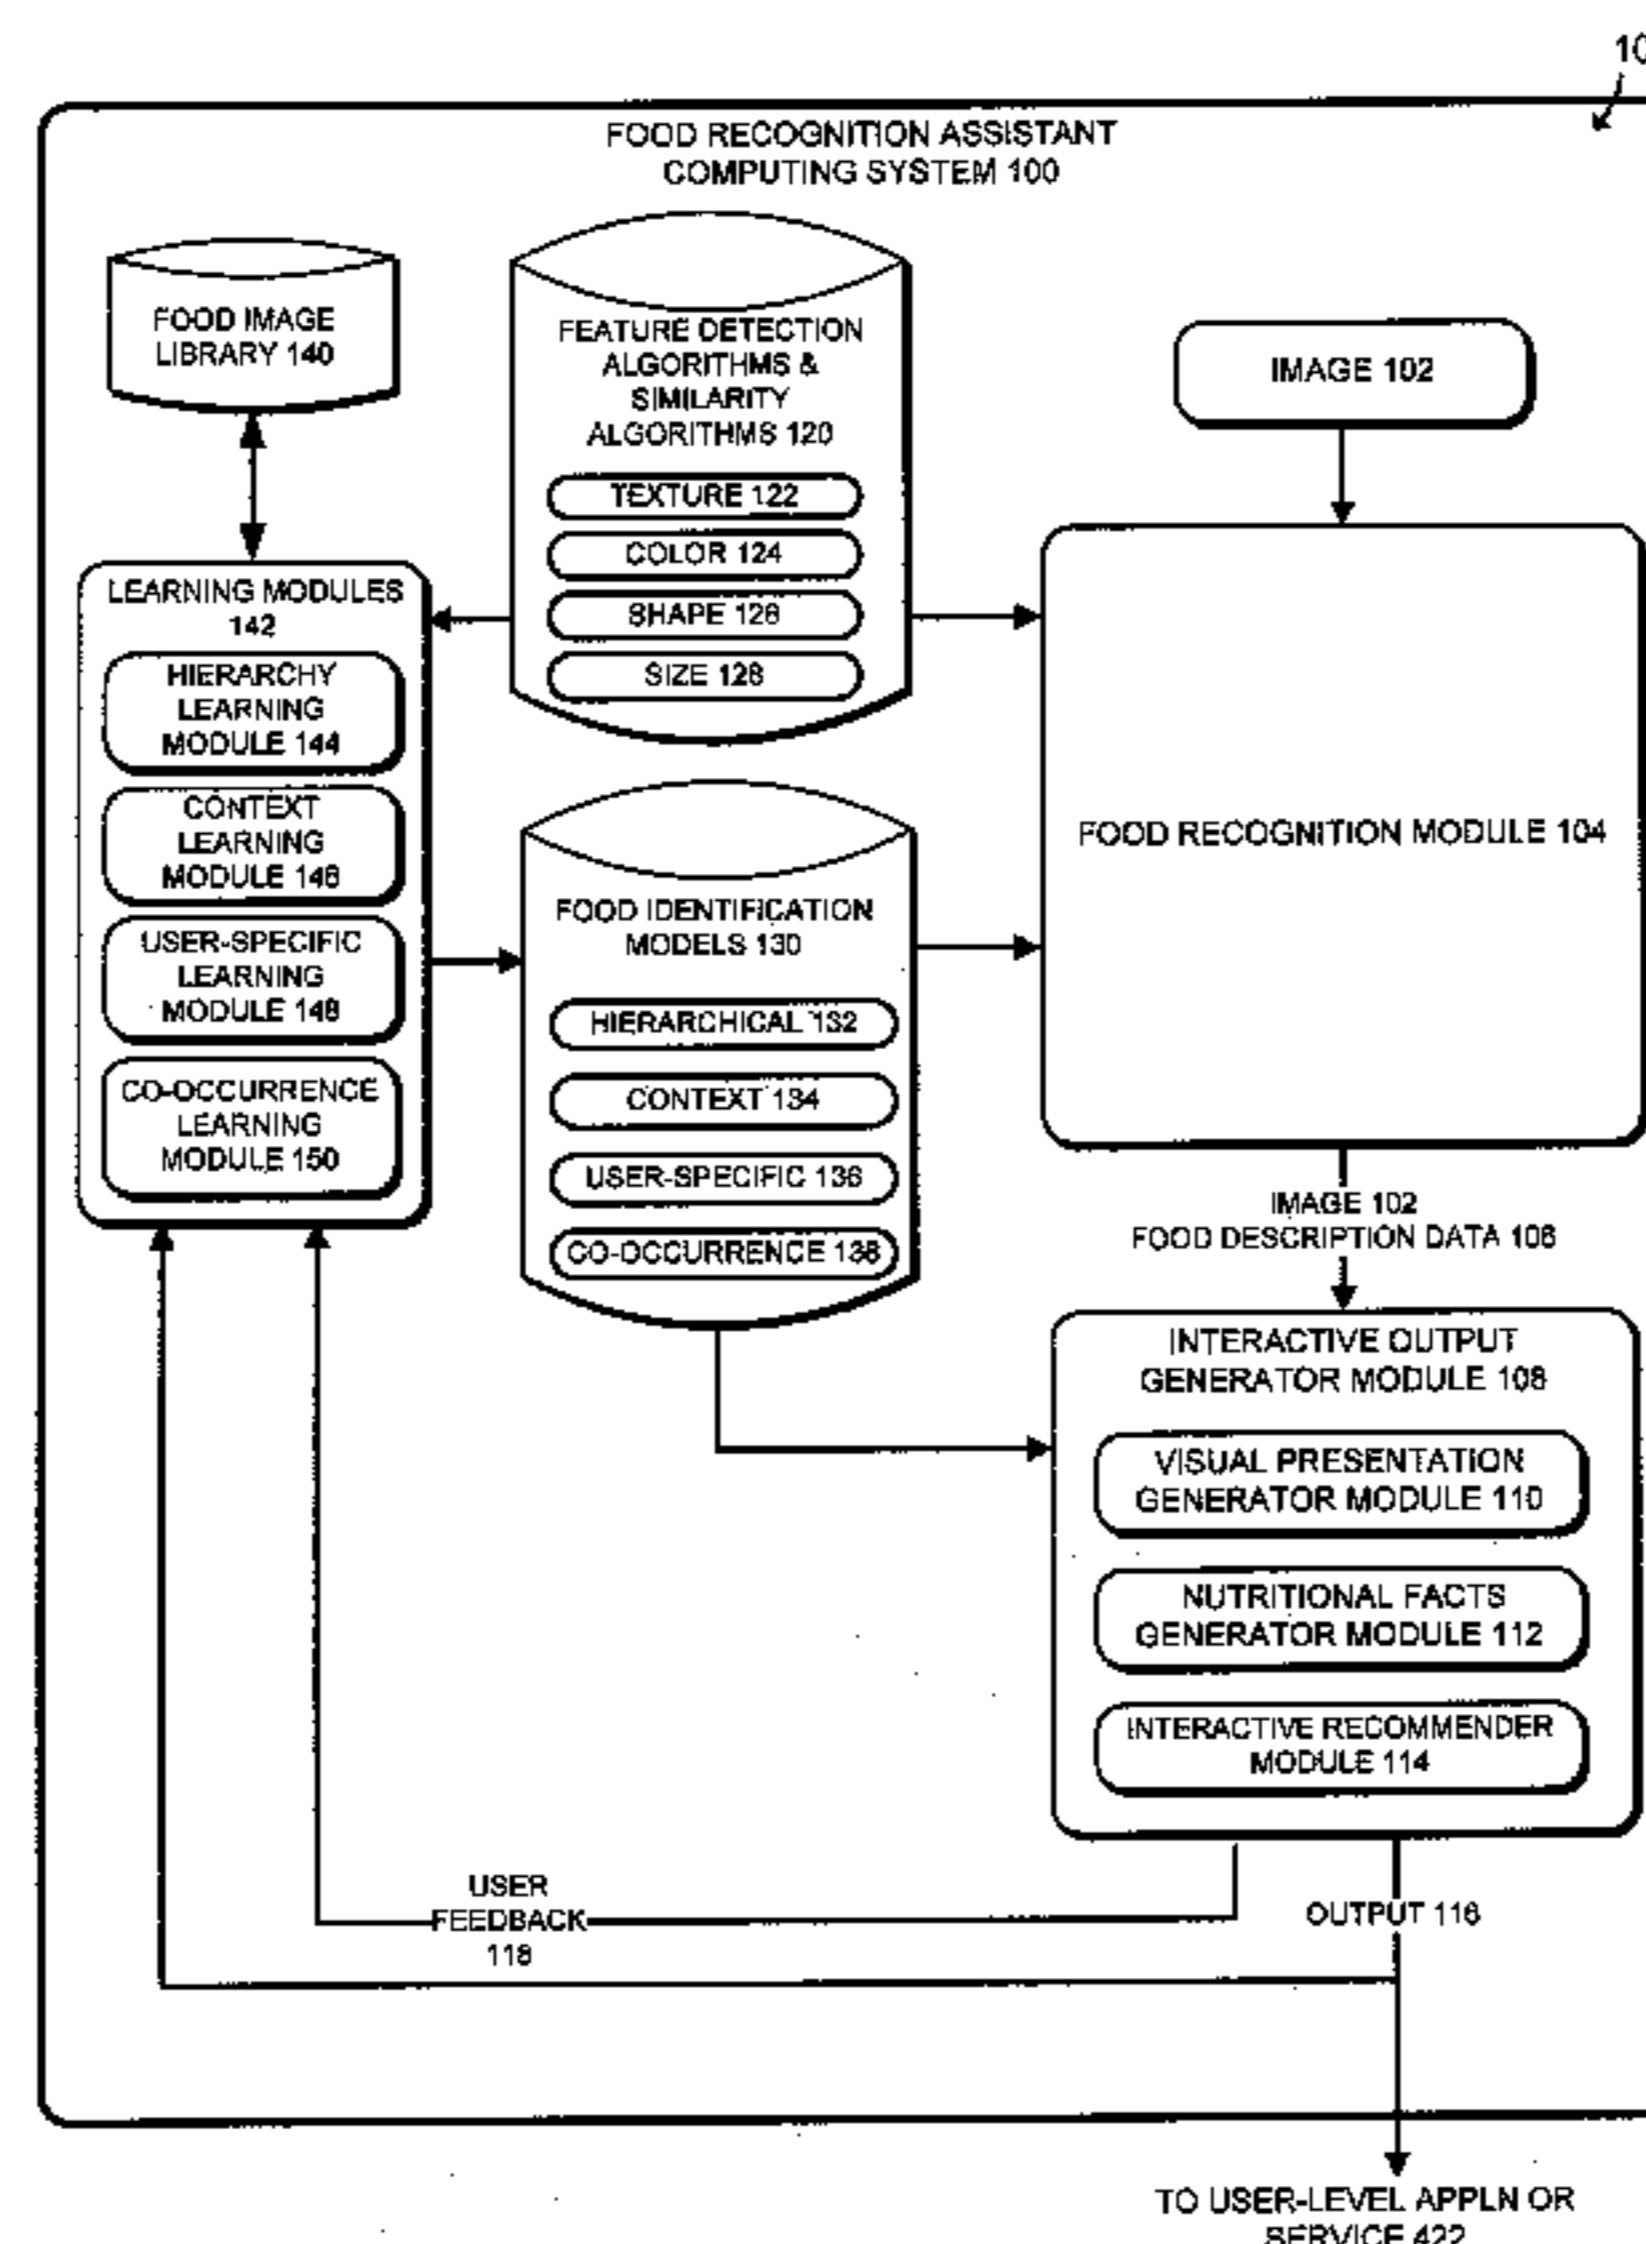 10
FOOD RECOGNITION ASSISTANT
COMPUTING SYSTEM 100
FOOD IMAGE
LIBRARY 140
FEATURE DETECTION
ALGORITHMS &
SIMILARITY
ALGORITHMS 120
TEXTURE 122
COLOR 124
SHAPE 126
SIZE 128
IMAGE 102
LEARNING MODULES
142
HIERARCHY
LEARNING
MODULE 144
CONTEXT
LEARNING
MODULE 146
USER-SPECIFIC
LEARNING
MODULE 148
CO-OCCURRENCE
LEARNING
MODULE 150
FOOD IDENTIFICATION
MODELS 130
HIERARCHICAL 132
CONTEXT 134
USER-SPECIFIC 136
CO-OCCURRENCE 138
FOOD RECOGNITION MODULE 104
IMAGE 102
FOOD DESCRIPTION DATA 106
INTERACTIVE OUTPUT
GENERATOR MODULE 108
VISUAL PRESENTATION
GENERATOR MODULE 110
NUTRITIONAL FACTS
GENERATOR MODULE 112
INTERACTIVE RECOMMENDER
MODULE 114
USER
FEEDBACK
118
OUTPUT 116
TO USER-LEVEL APPLN OR
SERVICE 422